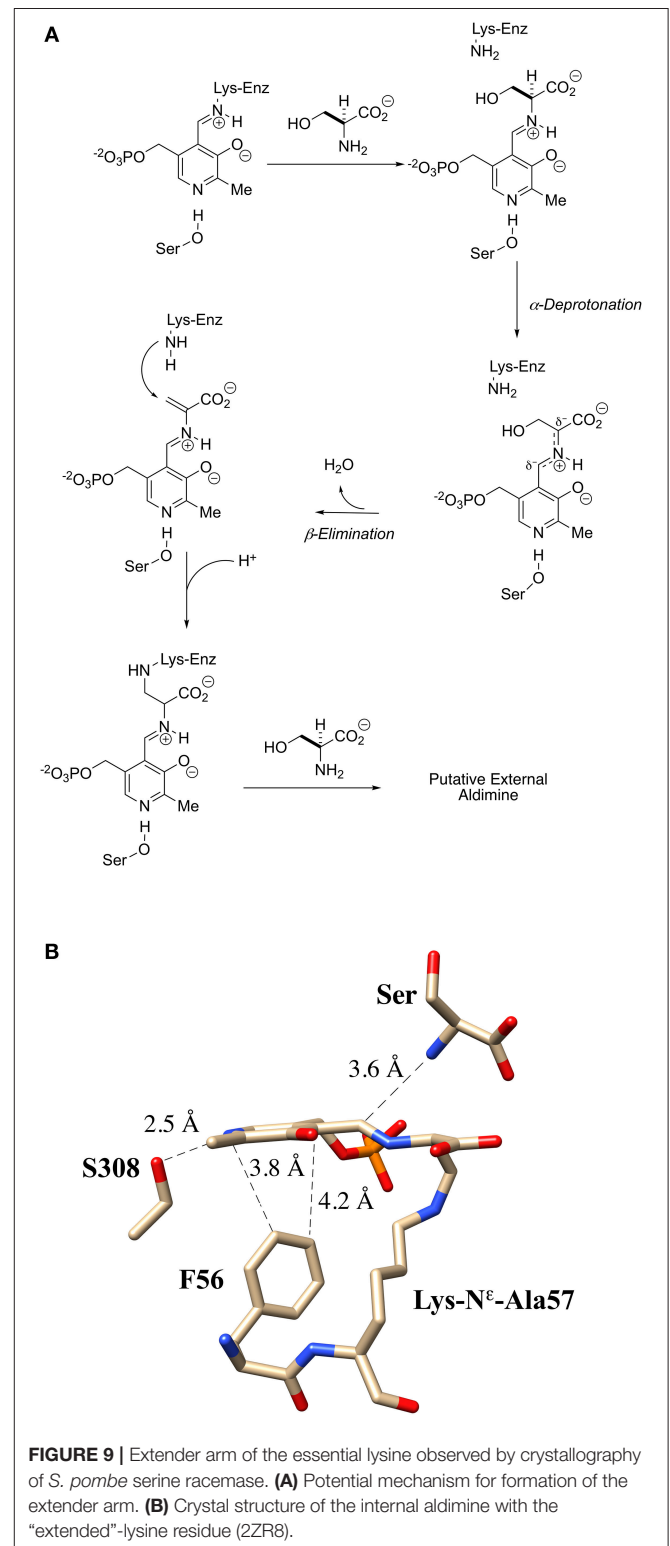 A
Lys-Enz
N
⊕
H
O
⊖
-2O3PO
N
Me
H
O
Ser
HO
H
CO2
⊖
NH2
Lys-Enz
NH2
H
HO
CO2
⊖
N
⊕
H
-2O3PO
O
⊖
N
Me
H
O
Ser
α-Deprotonation
Lys-Enz
NH2
HO
δ−
CO2
⊖
δ−
N
⊕
H
-2O3PO
O
⊖
N
Me
H
O
Ser
H2O
β-Elimination
Lys-Enz
NH
H
CO2
⊖
N
⊕
H
-2O3PO
O
⊖
N
Me
H
O
Ser
H+
HN
Lys-Enz
CO2
⊖
N
⊕
H
-2O3PO
O
⊖
N
Me
H
O
Ser
HO
H
CO2
⊖
NH2
Putative External
Aldimine
B
Ser
3.6 Å
2.5 Å
S308
3.8 Å
4.2 Å
F56
Lys-Nε-Ala57
FIGURE 9 | Extender arm of the essential lysine observed by crystallography
of S. pombe serine racemase. (A) Potential mechanism for formation of the
extender arm. (B) Crystal structure of the internal aldimine with the
“extended”-lysine residue (2ZR8).